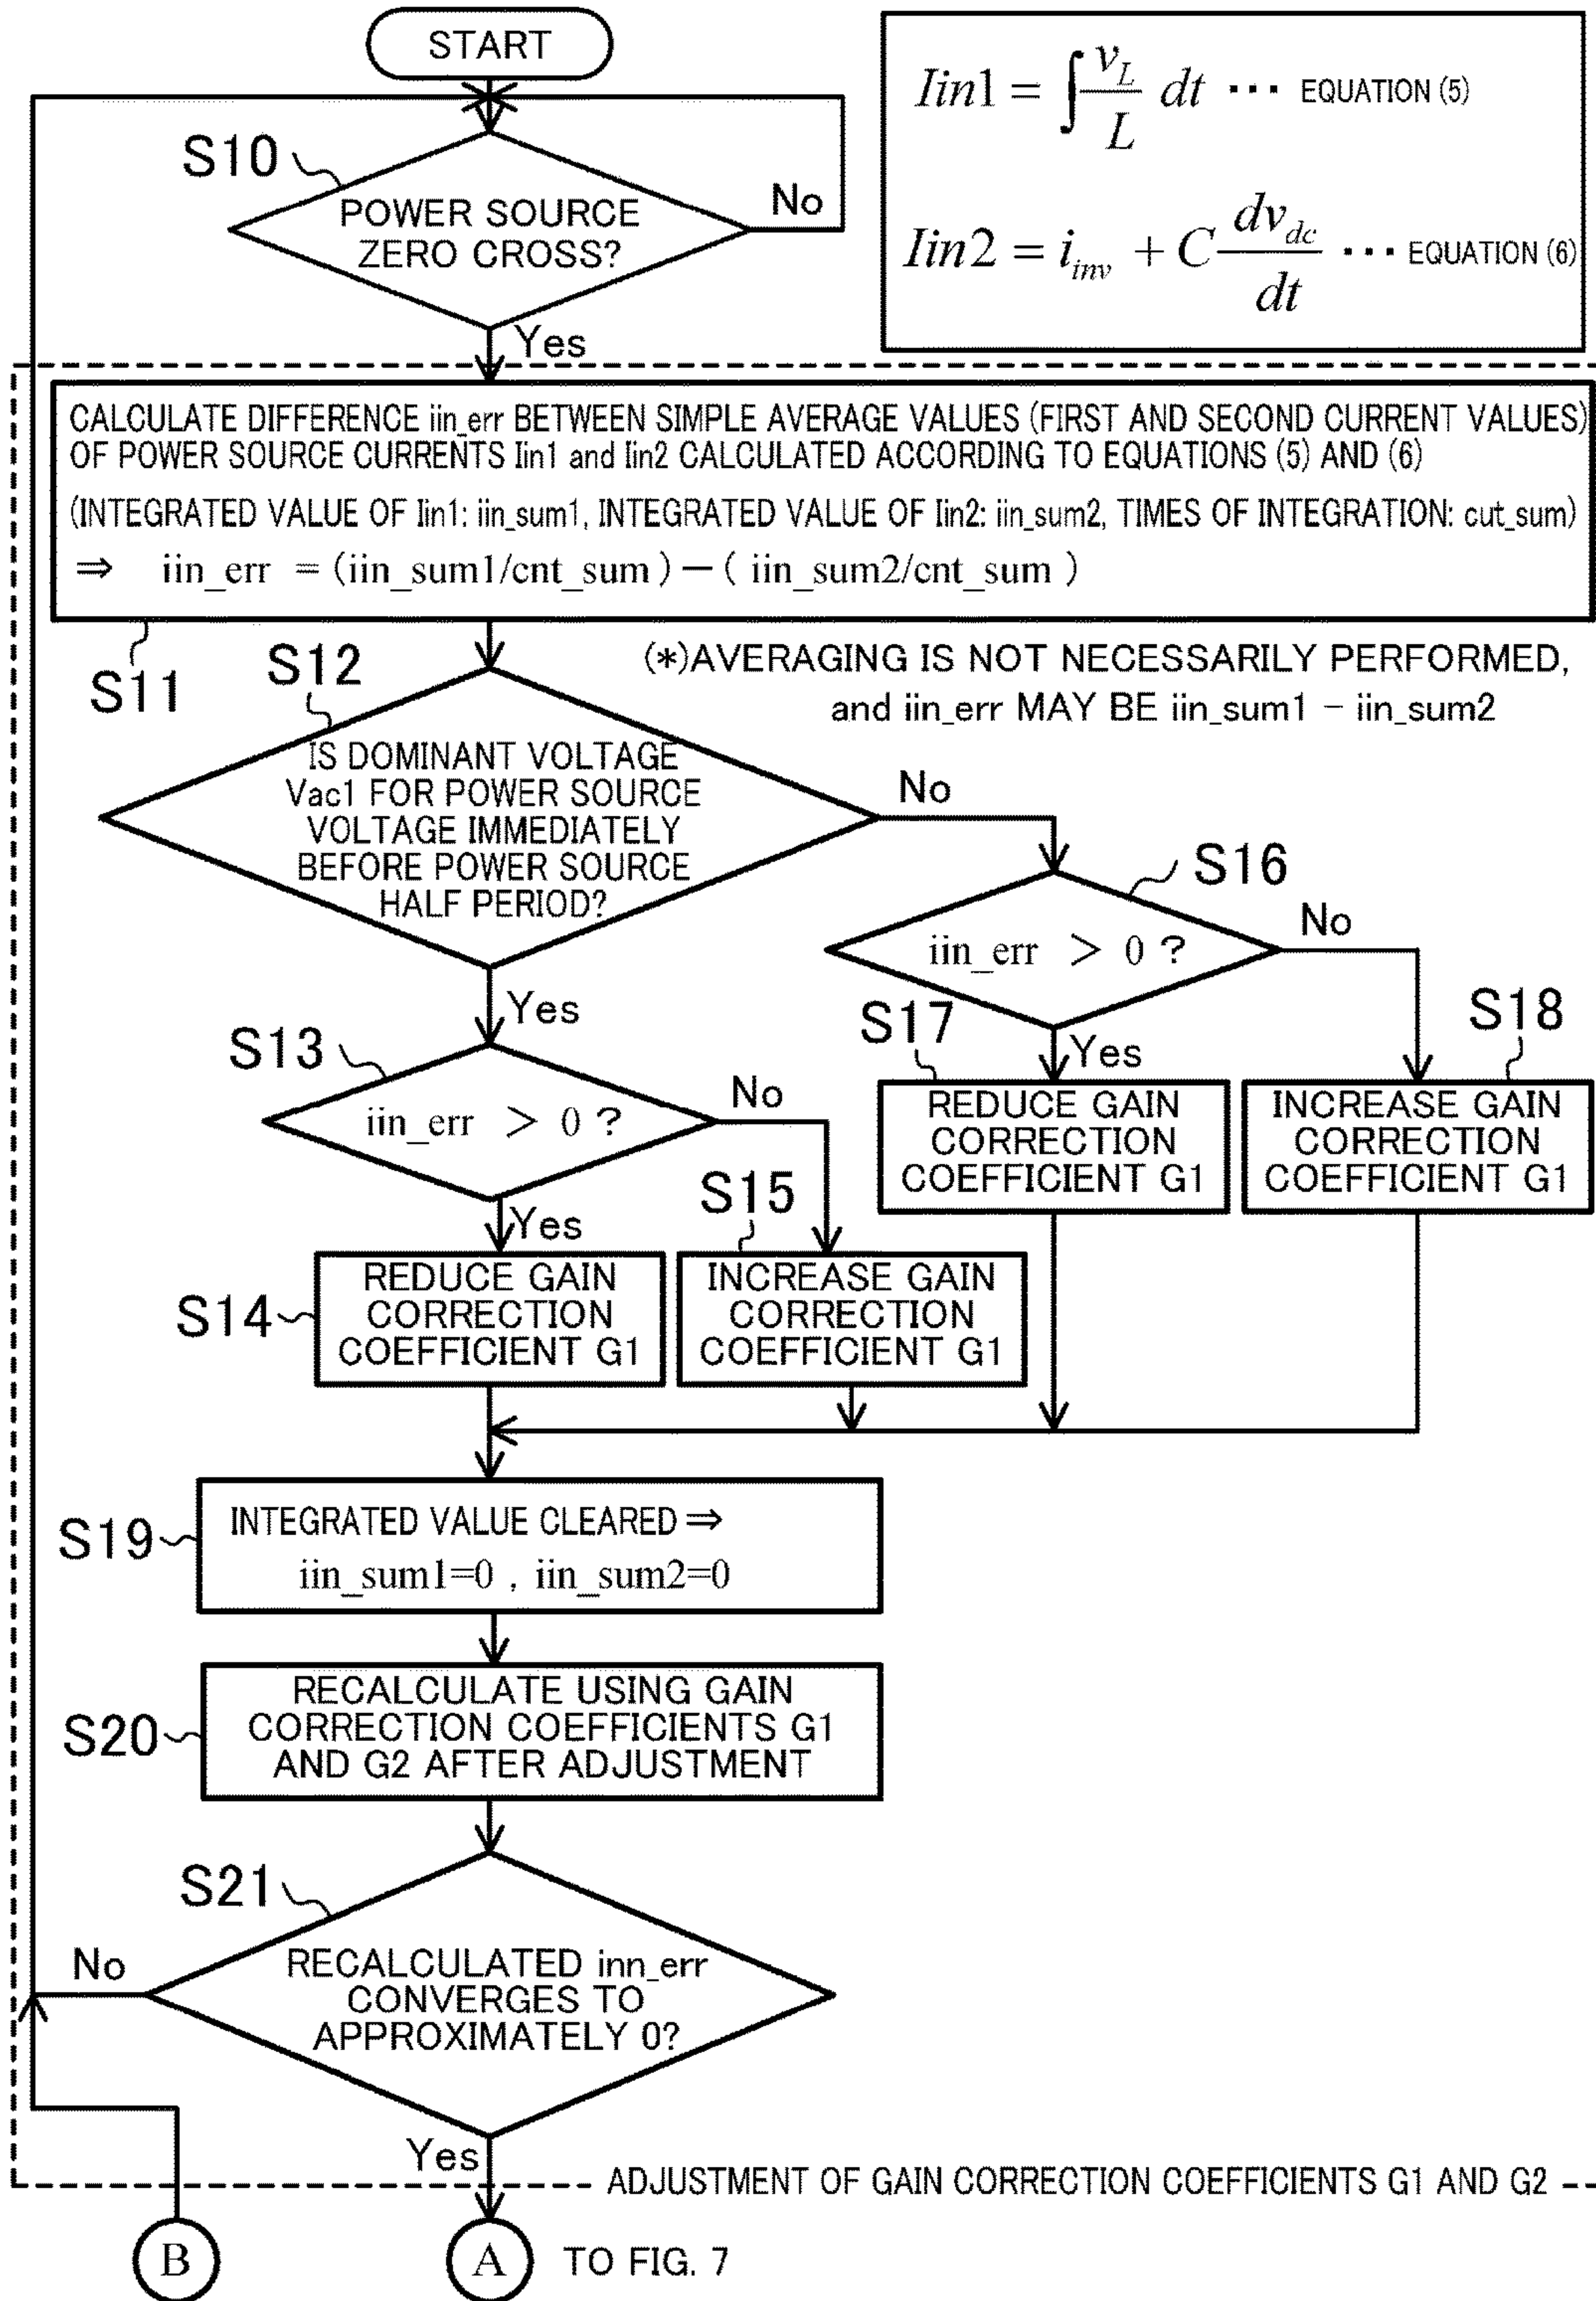 START
Iin1 = ∫ v_L / L dt ··· EQUATION (5)
Iin2 = i_inv + C dv_dc / dt ··· EQUATION (6)
S10
POWER SOURCE
ZERO CROSS?
No
Yes
CALCULATE DIFFERENCE iin_err BETWEEN SIMPLE AVERAGE VALUES (FIRST AND SECOND CURRENT VALUES)
OF POWER SOURCE CURRENTS Iin1 and Iin2 CALCULATED ACCORDING TO EQUATIONS (5) AND (6)
(INTEGRATED VALUE OF Iin1: iin_sum1, INTEGRATED VALUE OF Iin2: iin_sum2, TIMES OF INTEGRATION: cut_sum)
⇒ iin_err = (iin_sum1/cnt_sum) − ( iin_sum2/cnt_sum )
S11
S12
(*)AVERAGING IS NOT NECESSARILY PERFORMED,
and iin_err MAY BE iin_sum1 − iin_sum2
IS DOMINANT VOLTAGE
Vac1 FOR POWER SOURCE
VOLTAGE IMMEDIATELY
BEFORE POWER SOURCE
HALF PERIOD?
No
Yes
S16
iin_err > 0 ?
No
Yes
S13
iin_err > 0 ?
No
Yes
S17
REDUCE GAIN
CORRECTION
COEFFICIENT G1
S18
INCREASE GAIN
CORRECTION
COEFFICIENT G1
S14
REDUCE GAIN
CORRECTION
COEFFICIENT G1
S15
INCREASE GAIN
CORRECTION
COEFFICIENT G1
S19
INTEGRATED VALUE CLEARED ⇒
iin_sum1=0 , iin_sum2=0
S20
RECALCULATE USING GAIN
CORRECTION COEFFICIENTS G1
AND G2 AFTER ADJUSTMENT
S21
RECALCULATED inn_err
CONVERGES TO
APPROXIMATELY 0?
No
Yes
ADJUSTMENT OF GAIN CORRECTION COEFFICIENTS G1 AND G2
B
A
TO FIG. 7